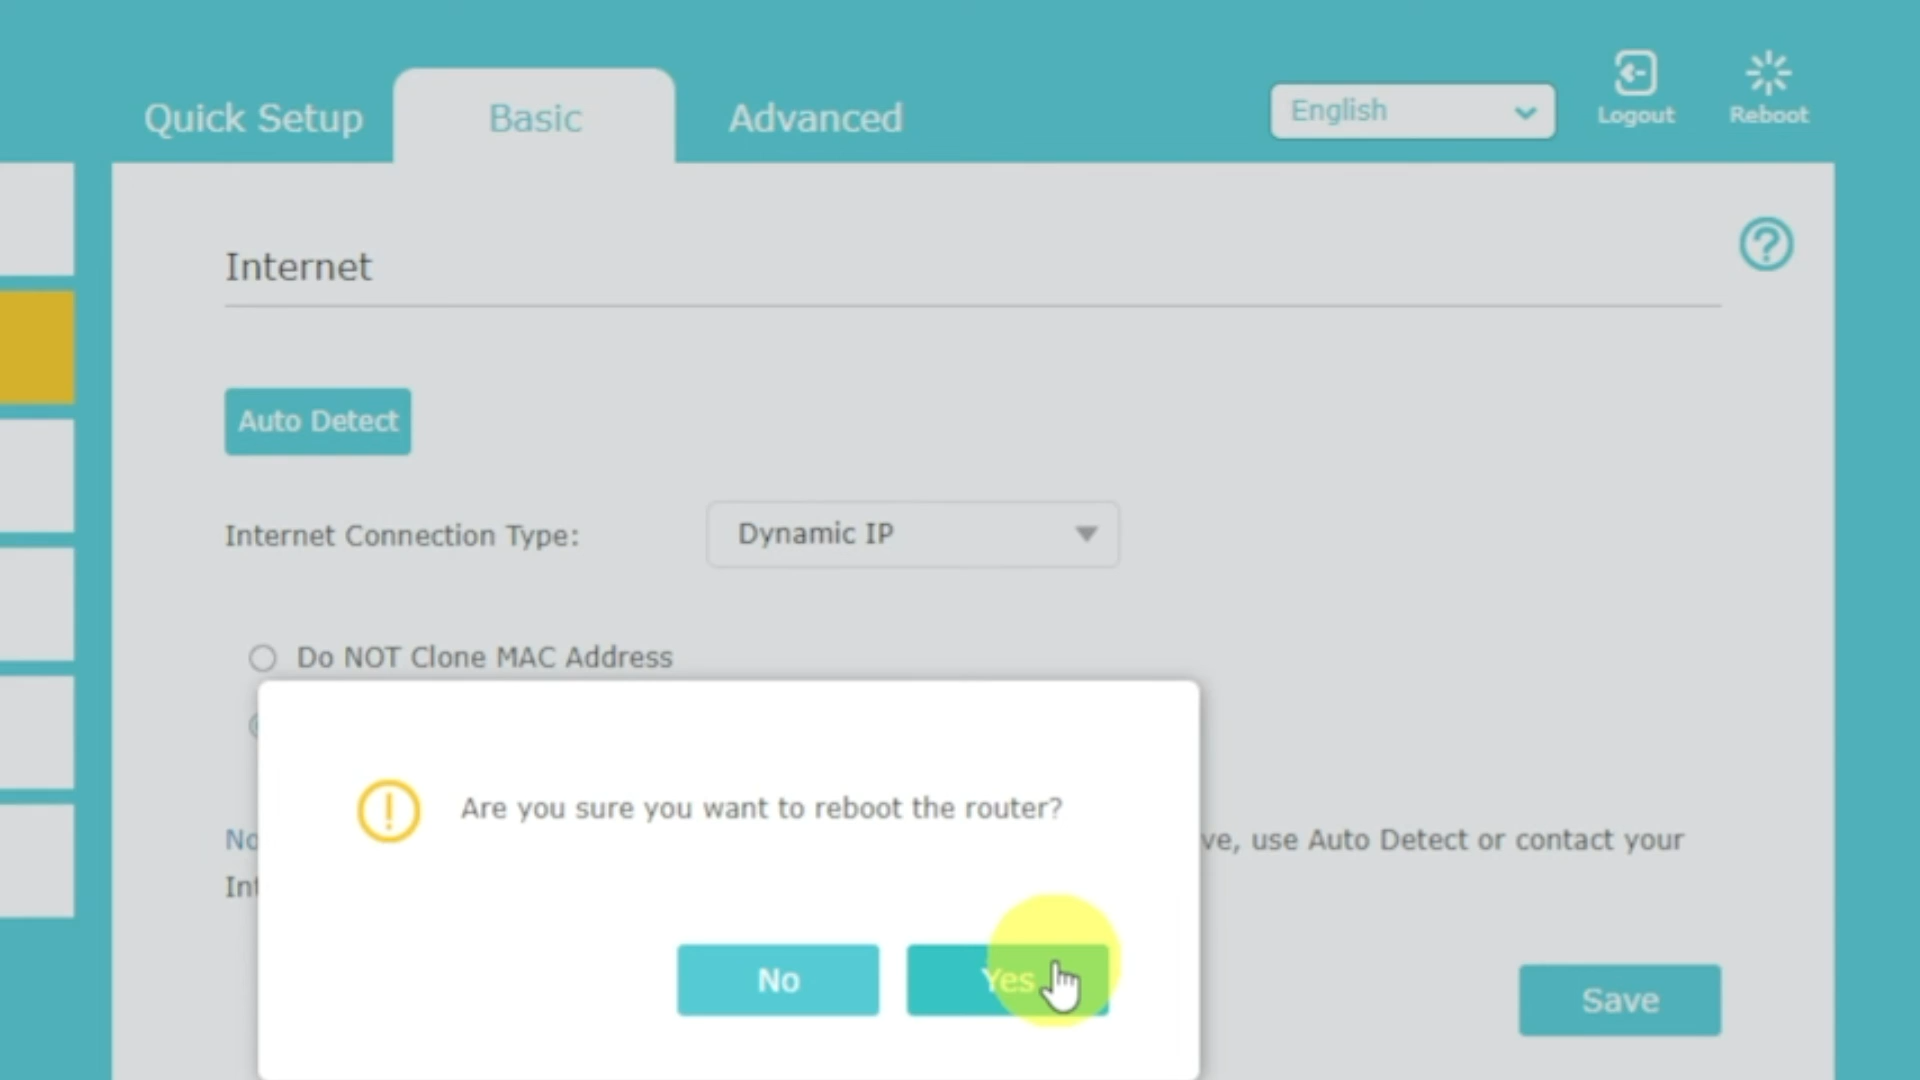 Quick Setup
Basic
Advanced
English
Logout
Reboot
Internet
Auto Detect
Internet Connection Type:
Dynamic IP
Do NOT Clone MAC Address
Are you sure you want to reboot the router?
use Auto Detect or contact your
No
Yes
Save